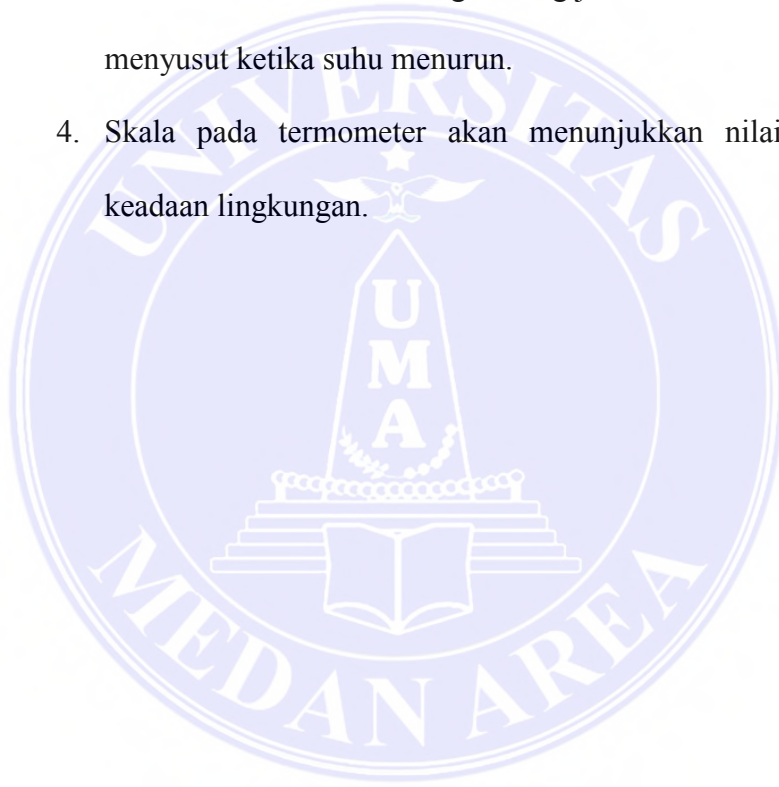 menyusut ketika suhu menurun.
4. Skala pada termometer akan menunjukkan nilai
keadaan lingkungan.
UNIVERSITAS
U
M
A
MEDAN AREA